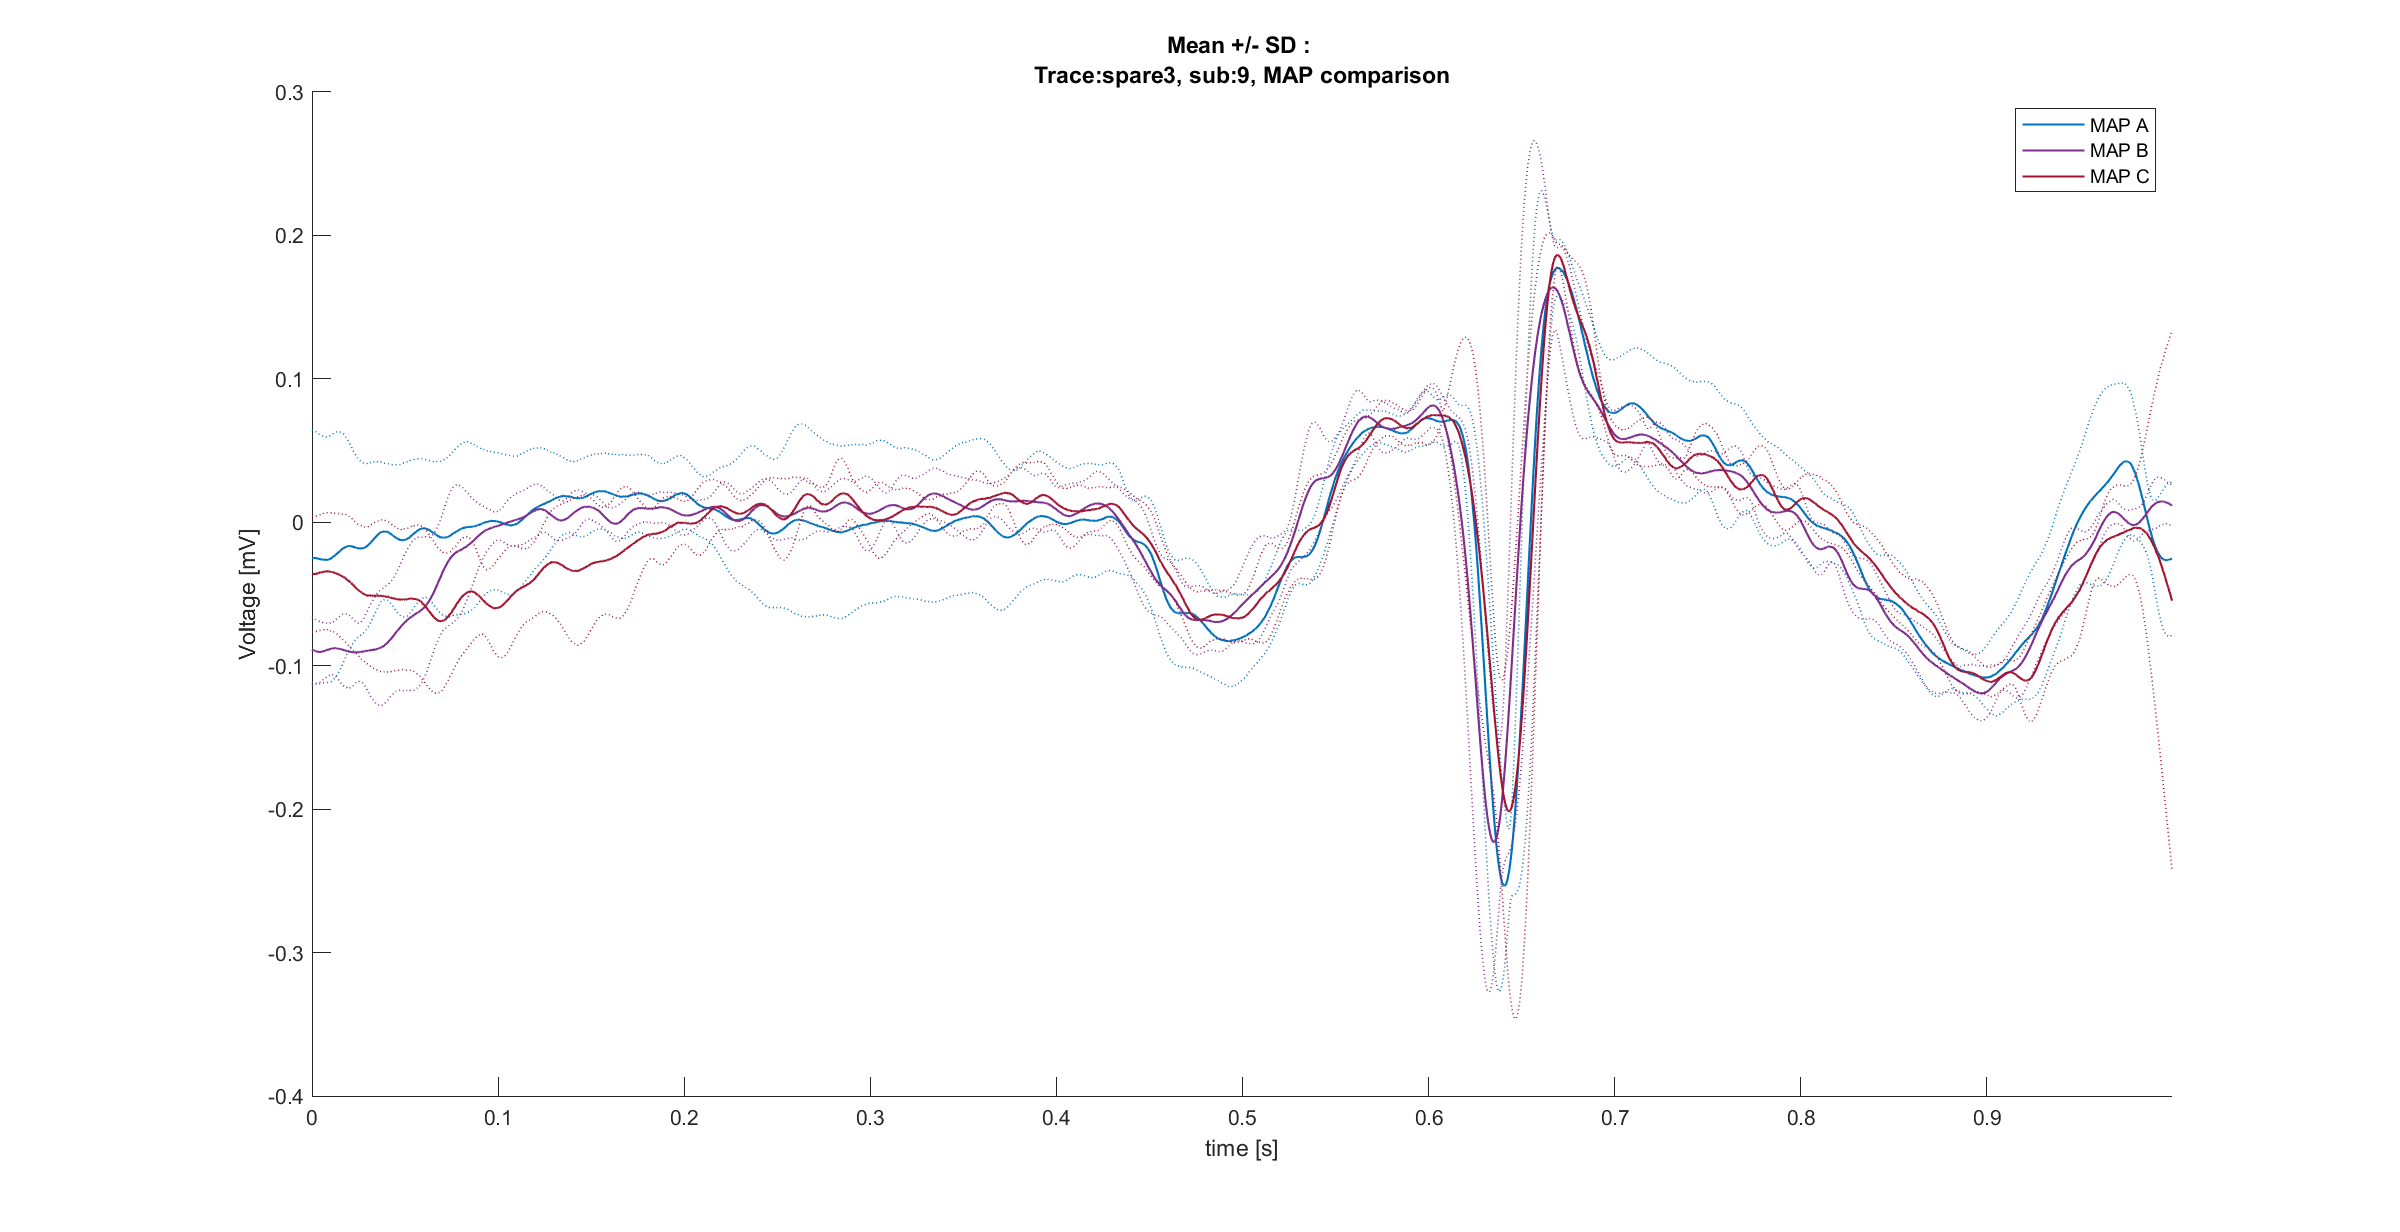 Mean +/- SD :
Trace:spare3, sub:9, MAP comparison
MAP A
MAP B
MAP C
0.3
0.2
0.1
0
-0.1
-0.2
-0.3
-0.4
Voltage [mV]
0 0.1 0.2 0.3 0.4 0.5 0.6 0.7 0.8 0.9
time [s]